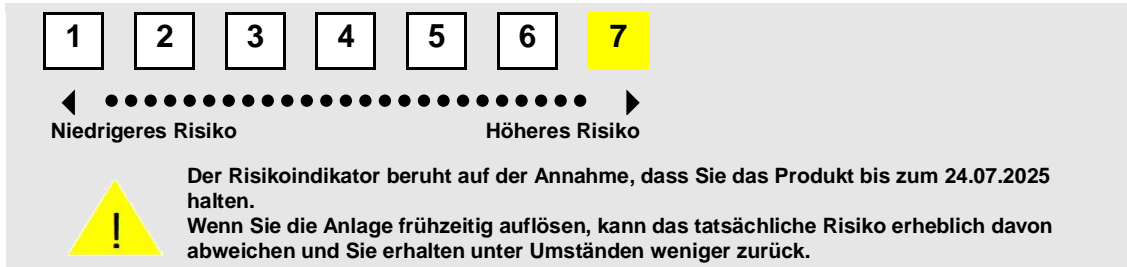 1 2 3 4 5 6 7
Niedrigeres Risiko Höheres Risiko
Der Risikoindikator beruht auf der Annahme, dass Sie das Produkt bis zum 24.07.2025
halten.
Wenn Sie die Anlage frühzeitig auflösen, kann das tatsächliche Risiko erheblich davon
abweichen und Sie erhalten unter Umständen weniger zurück.
!